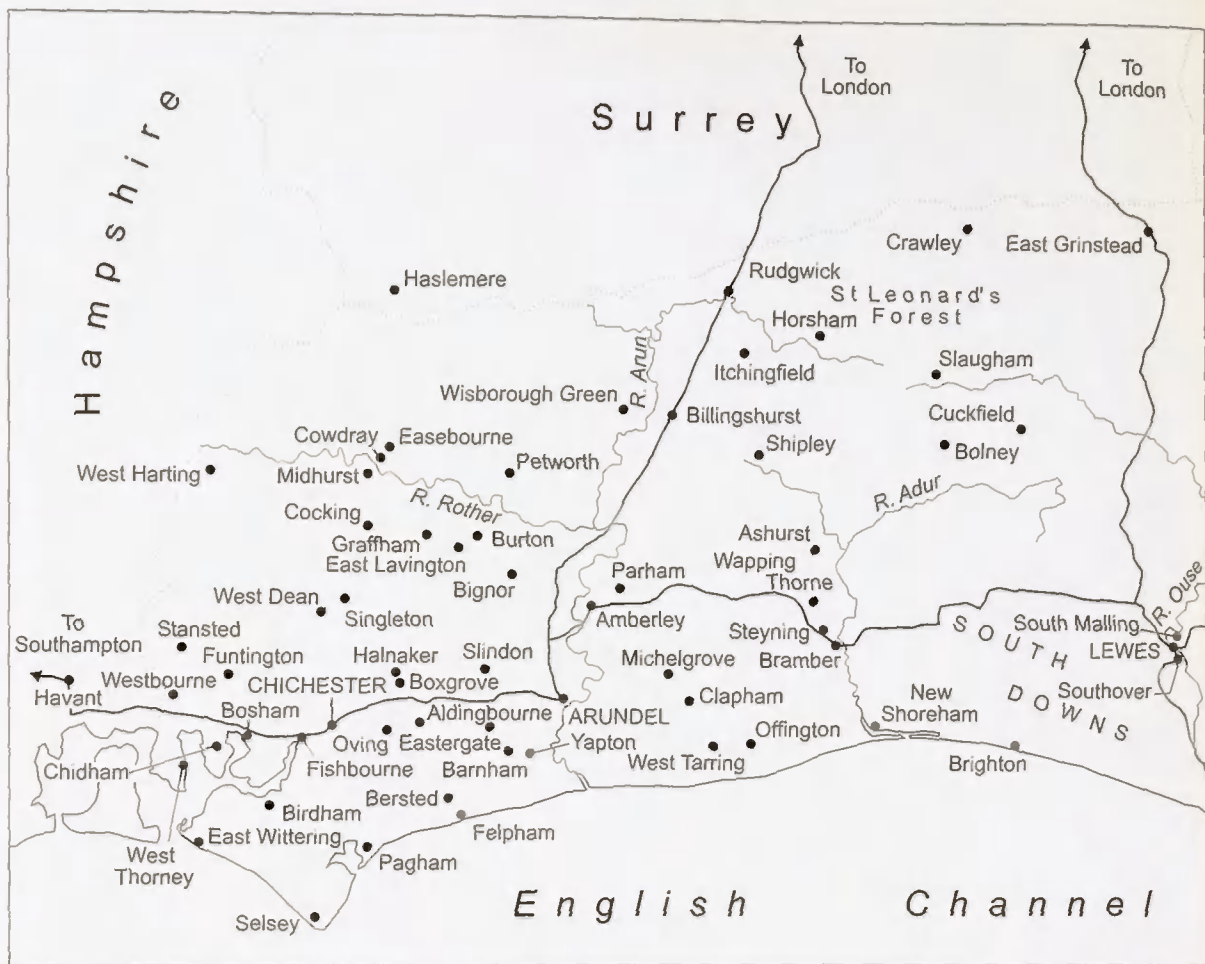 To
London
To
London
Surrey
Hampshire
Crawley
East Grinstead
Haslemere
Rudgwick
St Leonard's
Forest
Horsham
R. Arun
Itchingfield
Slaugham
Wisborough Green
Billingshurst
Cuckfield
Cowdray
Easebourne
Shipley
Bolney
West Harting
Midhurst
Petworth
R. Rother
R. Adur
Cocking
Graffham
Burton
East Lavington
Ashurst
Wapping
Thorne
Bignor
Parham
West Dean
Singleton
Amberley
R. Ouse
To
Southampton
Stansted
Steyning
South Malling
Funtington
Halnaker
Slindon
Michelgrove
Bramber
SOUTH
DOWNS
LEWES
Havant
Westbourne
CHICHESTER
Boxgrove
Clapham
Southover
Bosham
Aldingbourne
ARUNDEL
New
Shoreham
Oving
Eastergate
Yapton
Offington
Chidham
Fishbourne
Barnham
West Tarring
Brighton
Birdham
Bersted
East Wittering
Felpham
West
Thorney
Pagham
Selsey
English Channel